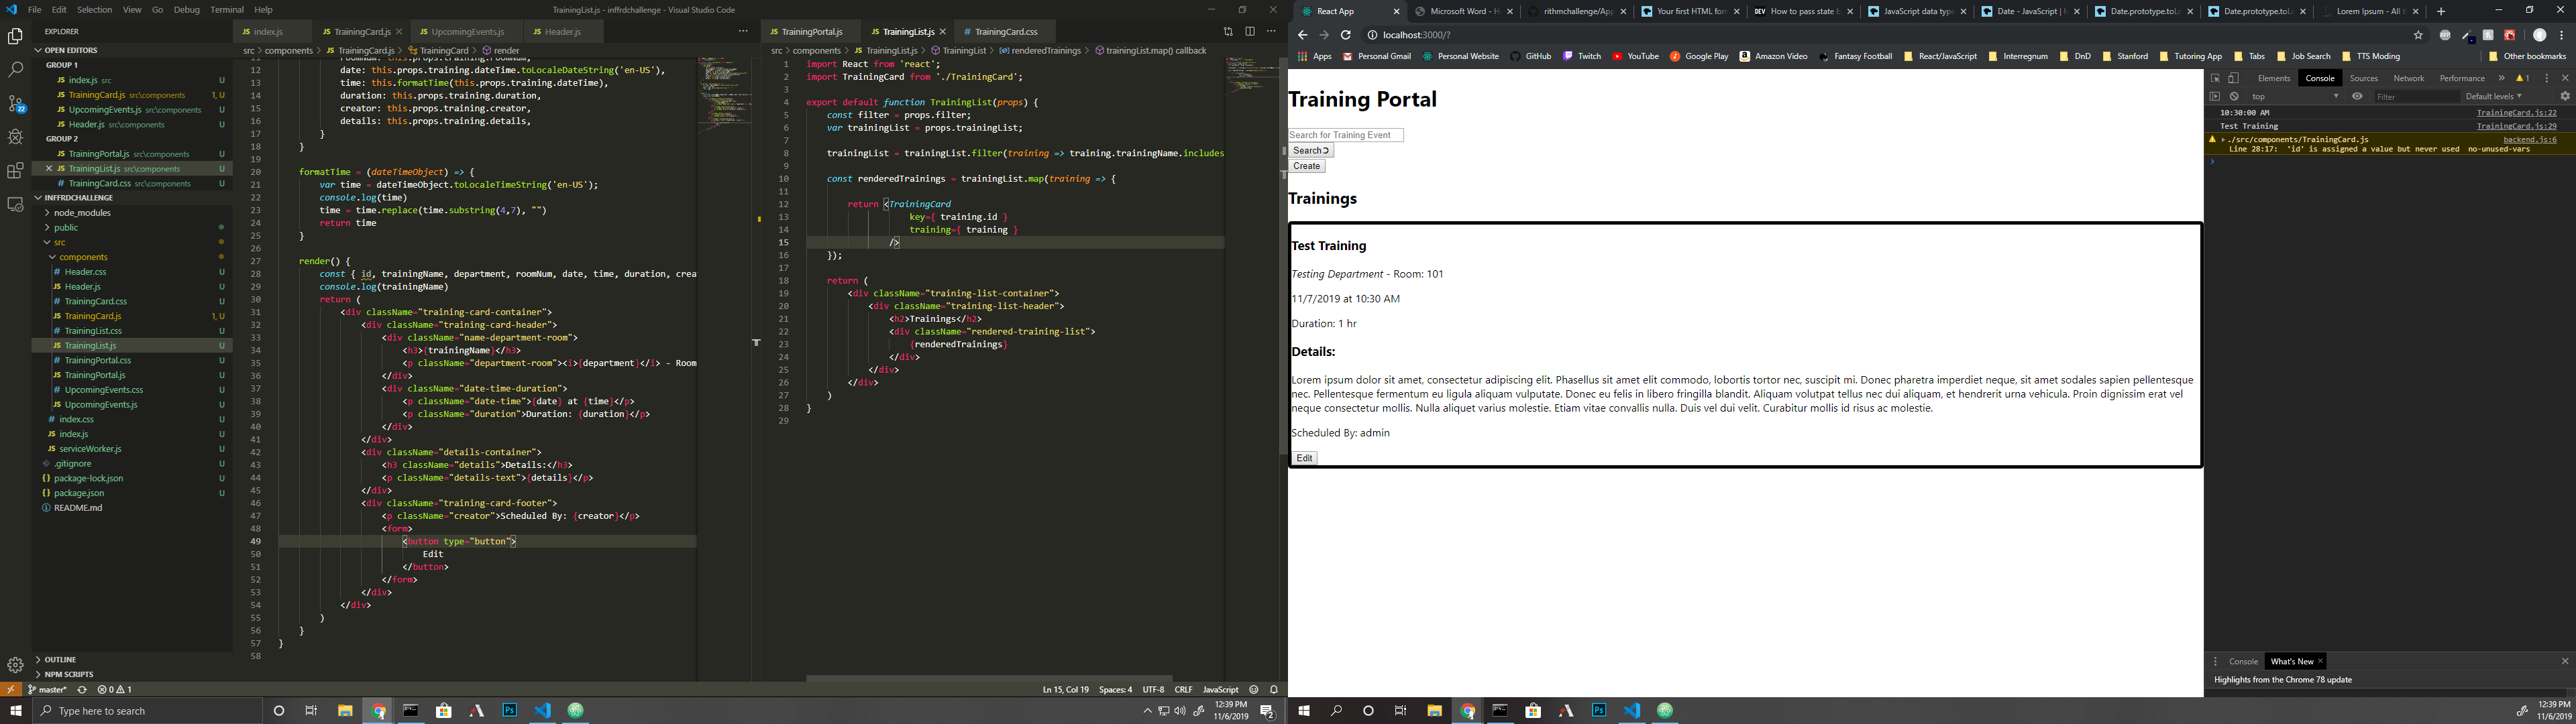 File Edit Selection View Go Debug Terminal Help
TrainingList.js - inffrdchallenge - Visual Studio Code
EXPLORER
OPEN EDITORS
GROUP 1
JS index.js src U
JS TrainingCard.js src\components 1, U
JS UpcomingEvents.js src\components U
JS Header.js src\components U
GROUP 2
JS TrainingPortal.js src\components U
JS TrainingList.js src\components U
# TrainingCard.css src\components U
INFFRDCHALLENGE
node_modules
public
src
components
# Header.css U
JS Header.js U
# TrainingCard.css U
JS TrainingCard.js 1, U
# TrainingList.css U
JS TrainingList.js U
# TrainingPortal.css U
JS TrainingPortal.js U
# UpcomingEvents.css U
JS UpcomingEvents.js U
# index.css U
JS index.js U
JS serviceWorker.js U
.gitignore U
{} package-lock.json U
{} package.json U
README.md
OUTLINE
NPM SCRIPTS
22
JS index.js JS TrainingCard.js JS UpcomingEvents.js JS Header.js
src > components > JS TrainingCard.js > TrainingCard > render
12 date: this.props.training.dateTime.toLocaleDateString('en-US'),
13 time: this.formatTime(this.props.training.dateTime),
14 duration: this.props.training.duration,
15 creator: this.props.training.creator,
16 details: this.props.training.details,
17 }
18 }
19
20 formatTime = (dateTimeObject) => {
21 var time = dateTimeObject.toLocaleTimeString('en-US');
22 console.log(time)
23 time = time.replace(time.substring(4,7), "")
24 return time
25 }
26
27 render() {
28 const { id, trainingName, department, roomNum, date, time, duration, crea
29 console.log(trainingName)
30 return (
31 <div className="training-card-container">
32 <div className="training-card-header">
33 <div className="name-department-room">
34 <h3>{trainingName}</h3>
35 <p className="department-room"><i>{department}</i> - Room
36 </div>
37 <div className="date-time-duration">
38 <p className="date-time">{date} at {time}</p>
39 <p className="duration">Duration: {duration}</p>
40 </div>
41 </div>
42 <div className="details-container">
43 <h3 className="details">Details:</h3>
44 <p className="details-text">{details}</p>
45 </div>
46 <div className="training-card-footer">
47 <p className="creator">Scheduled By: {creator}</p>
48 <form>
49 <button type="button">
50 Edit
51 </button>
52 </form>
53 </div>
54 </div>
55 )
56 }
57 }
58
JS TrainingPortal.js JS TrainingList.js # TrainingCard.css
src > components > JS TrainingList.js > TrainingList > renderedTrainings > trainingList.map() callback
1 import React from 'react';
2 import TrainingCard from './TrainingCard';
3
4 export default function TrainingList(props) {
5 const filter = props.filter;
6 var trainingList = props.trainingList;
7
8 trainingList = trainingList.filter(training => training.trainingName.includes
9
10 const renderedTrainings = trainingList.map(training => {
11
12 return <TrainingCard
13 key={ training.id }
14 training={ training }
15 />
16 });
17
18 return (
19 <div className="training-list-container">
20 <div className="training-list-header">
21 <h2>Trainings</h2>
22 <div className="rendered-training-list">
23 {renderedTrainings}
24 </div>
25 </div>
26 </div>
27 )
28 }
29
master* 0 1
Ln 15, Col 19 Spaces: 4 UTF-8 CRLF JavaScript
Type here to search
12:39 PM
11/6/2019
2
React App Microsoft Word - H rithmchallenge/App Your first HTML for How to pass state b JavaScript data type Date - JavaScript | Date.prototype.toL Date.prototype.toL Lorem Ipsum - All
localhost:3000/?
Apps Personal Gmail Personal Website GitHub Twitch YouTube Google Play Amazon Video Fantasy Football React/JavaScript Interregnum DnD Stanford Tutoring App Tabs Job Search TTS Moding Other bookmarks
Training Portal
Search for Training Event
Search
Create
Trainings
Test Training
Testing Department - Room: 101
11/7/2019 at 10:30 AM
Duration: 1 hr
Details:
Lorem ipsum dolor sit amet, consectetur adipiscing elit. Phasellus sit amet elit commodo, lobortis tortor nec, suscipit mi. Donec pharetra imperdiet neque, sit amet sodales sapien pellentesque
nec. Pellentesque fermentum eu ligula aliquam vulputate. Donec eu felis in libero fringilla blandit. Aliquam volutpat tellus nec dui aliquam, et hendrerit urna vehicula. Proin dignissim erat vel
neque consectetur mollis. Nulla aliquet varius molestie. Etiam vitae convallis nulla. Duis vel dui velit. Curabitur mollis id risus ac molestie.
Scheduled By: admin
Edit
Elements Console Sources Network Performance 1
top Filter Default levels
10:30:00 AM TrainingCard.js:22
Test Training TrainingCard.js:29
./src/components/TrainingCard.js backend.js:6
Line 28:17: 'id' is assigned a value but never used no-unused-vars
Console What's New
Highlights from the Chrome 78 update
12:39 PM
11/6/2019